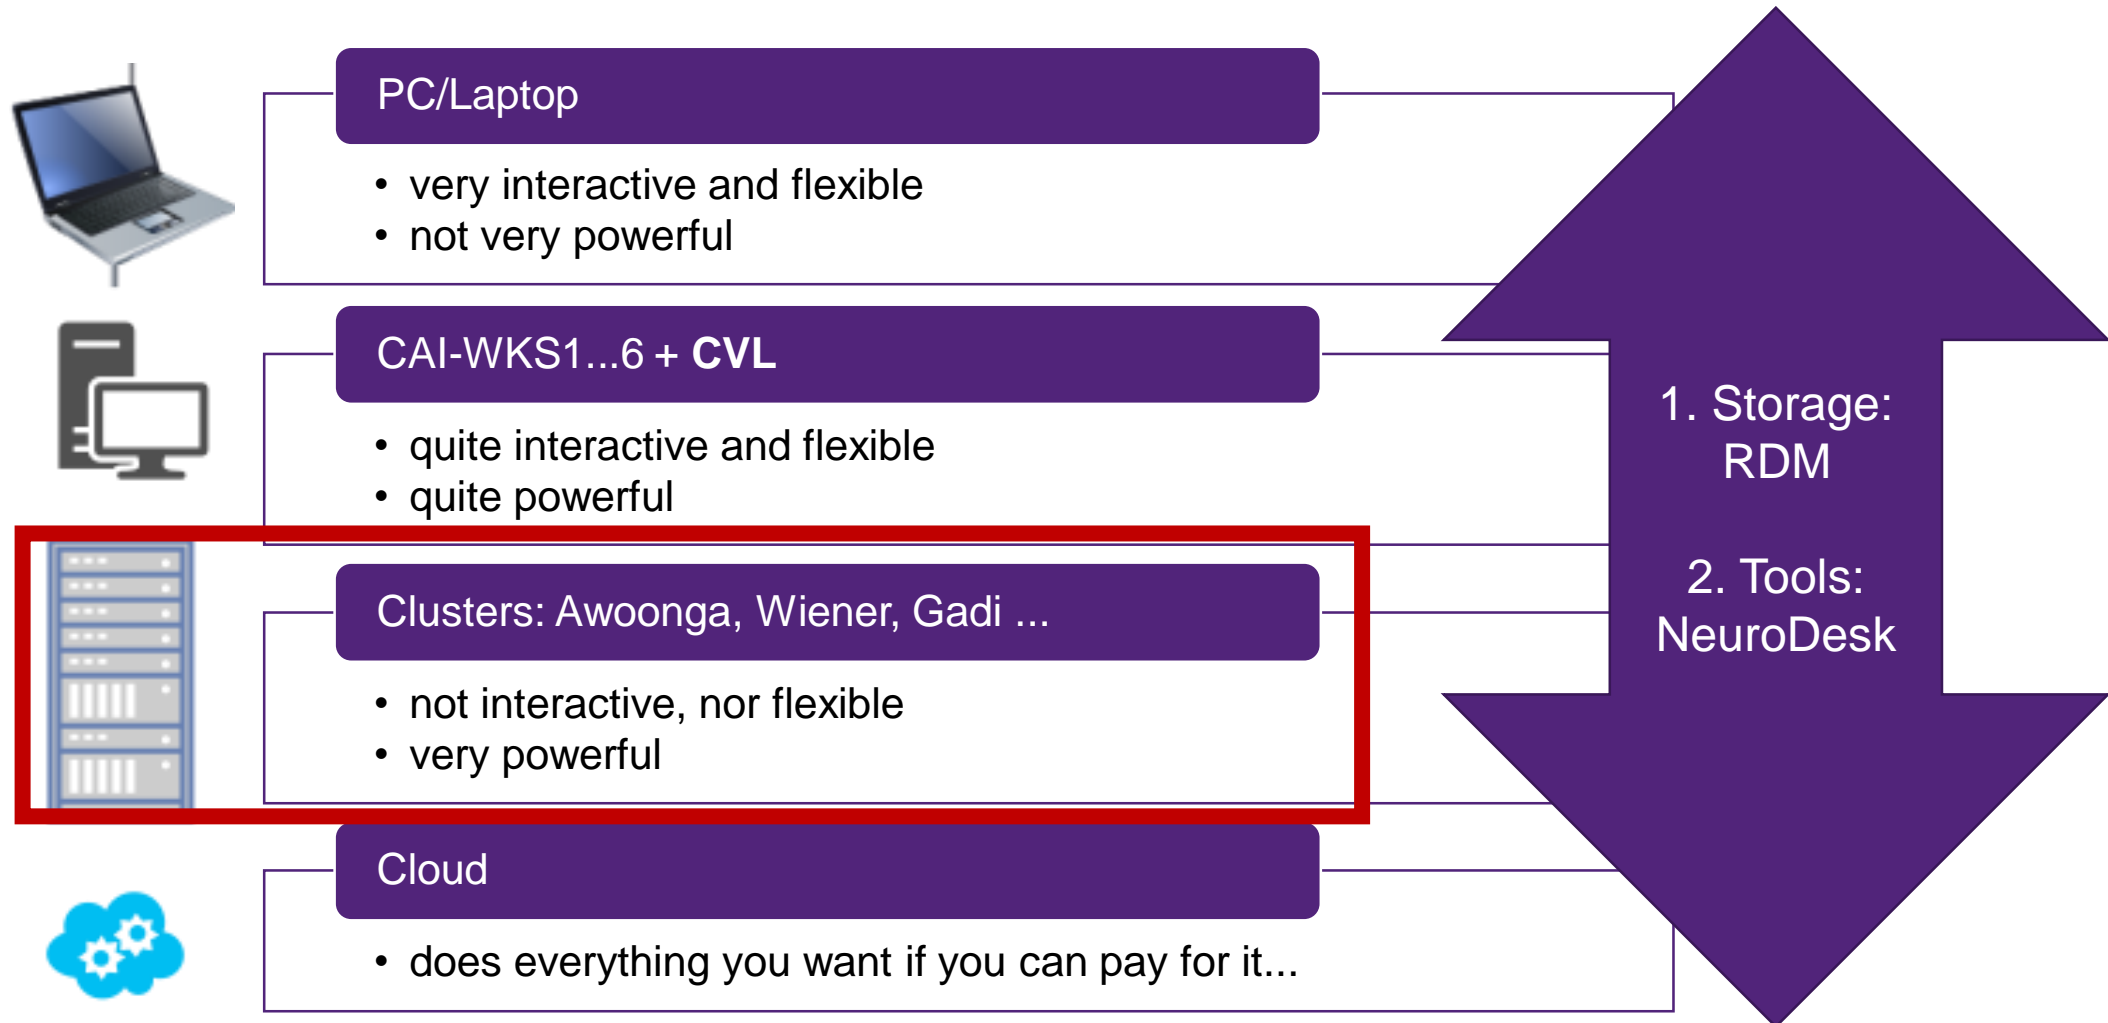 PC/Laptop
• very interactive and flexible
• not very powerful
CAI-WKS1...6 + CVL
• quite interactive and flexible
• quite powerful
Clusters: Awoonga, Wiener, Gadi ...
• not interactive, nor flexible
• very powerful
Cloud
• does everything you want if you can pay for it...
1. Storage:
RDM
2. Tools:
NeuroDesk